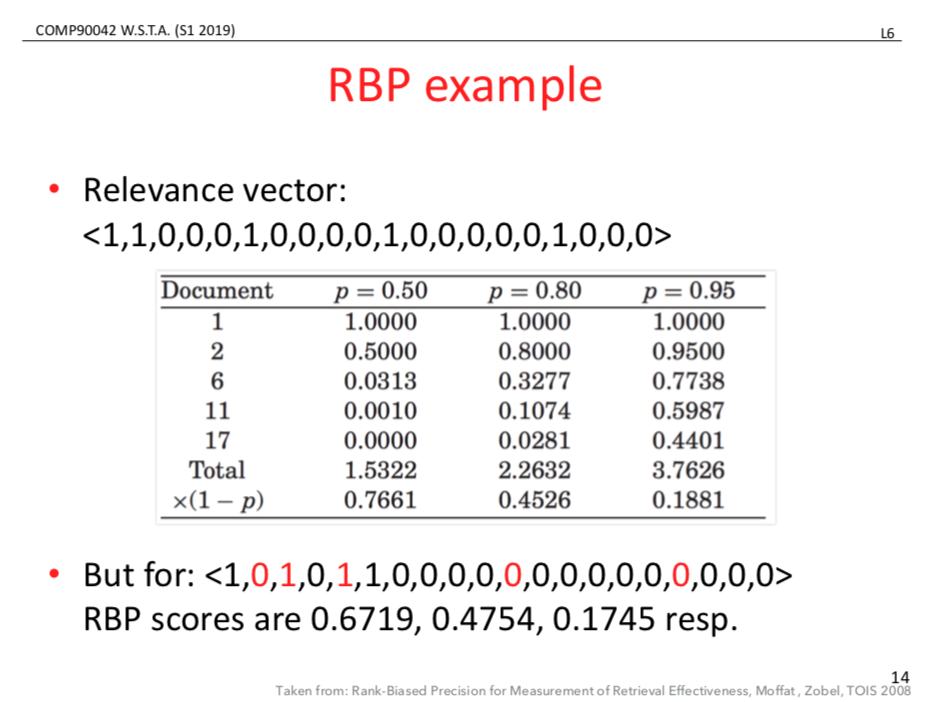 COMP90042 W.S.T.A. (S1 2019) L6
RBP example
• Relevance vector:
<1,1,0,0,0,1,0,0,0,0,1,0,0,0,0,0,1,0,0,0>
Document p = 0.50 p = 0.80 p = 0.95
1 1.0000 1.0000 1.0000
2 0.5000 0.8000 0.9500
6 0.0313 0.3277 0.7738
11 0.0010 0.1074 0.5987
17 0.0000 0.0281 0.4401
Total 1.5322 2.2632 3.7626
×(1 − p) 0.7661 0.4526 0.1881
• But for: <1,0,1,0,1,1,0,0,0,0,0,0,0,0,0,0,0,0,0,0>
RBP scores are 0.6719, 0.4754, 0.1745 resp.
14
Taken from: Rank-Biased Precision for Measurement of Retrieval Effectiveness, Moffat , Zobel, TOIS 2008